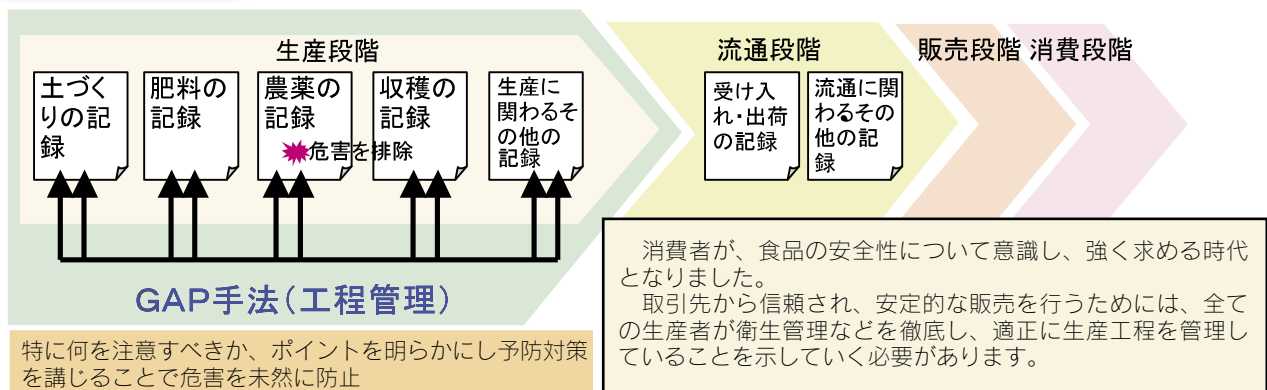 生産段階
土づく
りの記
録
肥料の
記録
農薬の
記録
危害を排除
収穫の
記録
生産に
関わるそ
の他の
記録
流通段階
受け入
れ・出荷
の記録
流通に関
わるその
他の記
録
販売段階
消費段階
GAP手法(工程管理)
特に何を注意すべきか、ポイントを明らかにし予防対策
を講じることで危害を未然に防止
消費者が、食品の安全性について意識し、強く求める時代
となりました。
取引先から信頼され、安定的な販売を行うためには、全て
の生産者が衛生管理などを徹底し、適正に生産工程を管理し
ていることを示していく必要があります。